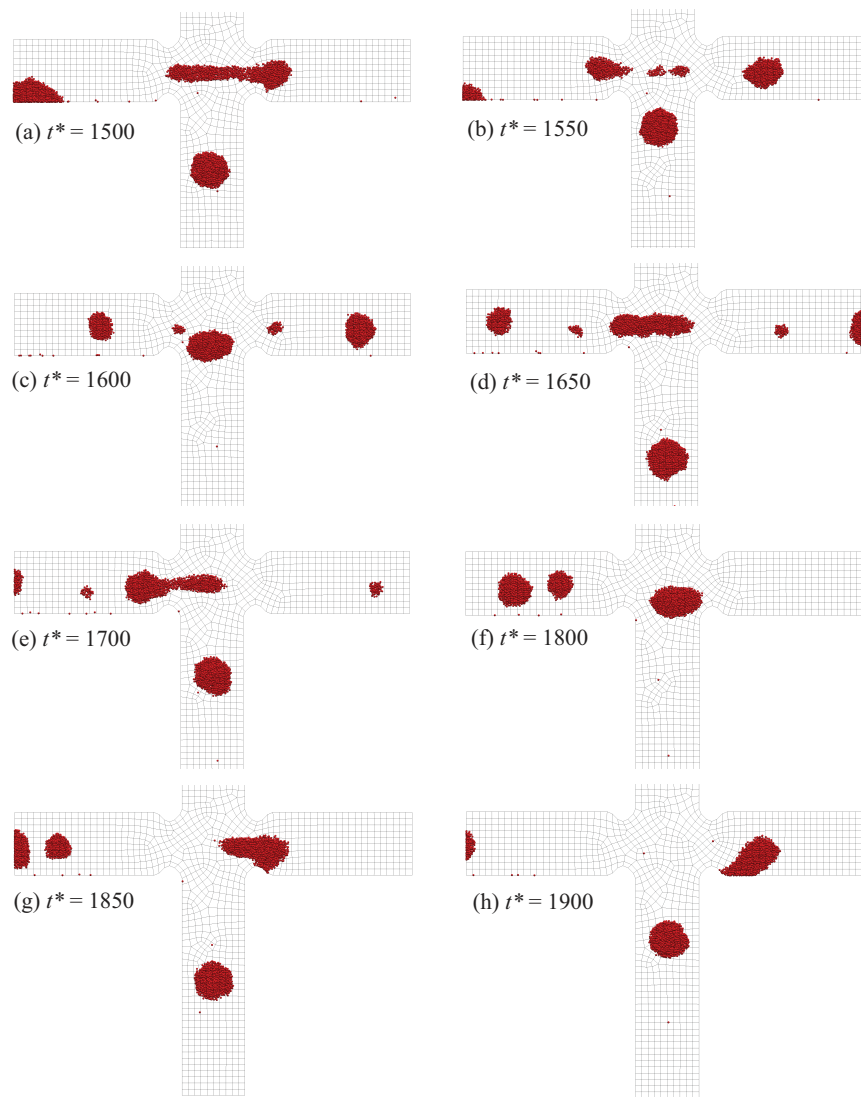 (a) t* = 1500
(b) t* = 1550
(c) t* = 1600
(d) t* = 1650
(e) t* = 1700
(f) t* = 1800
(g) t* = 1850
(h) t* = 1900